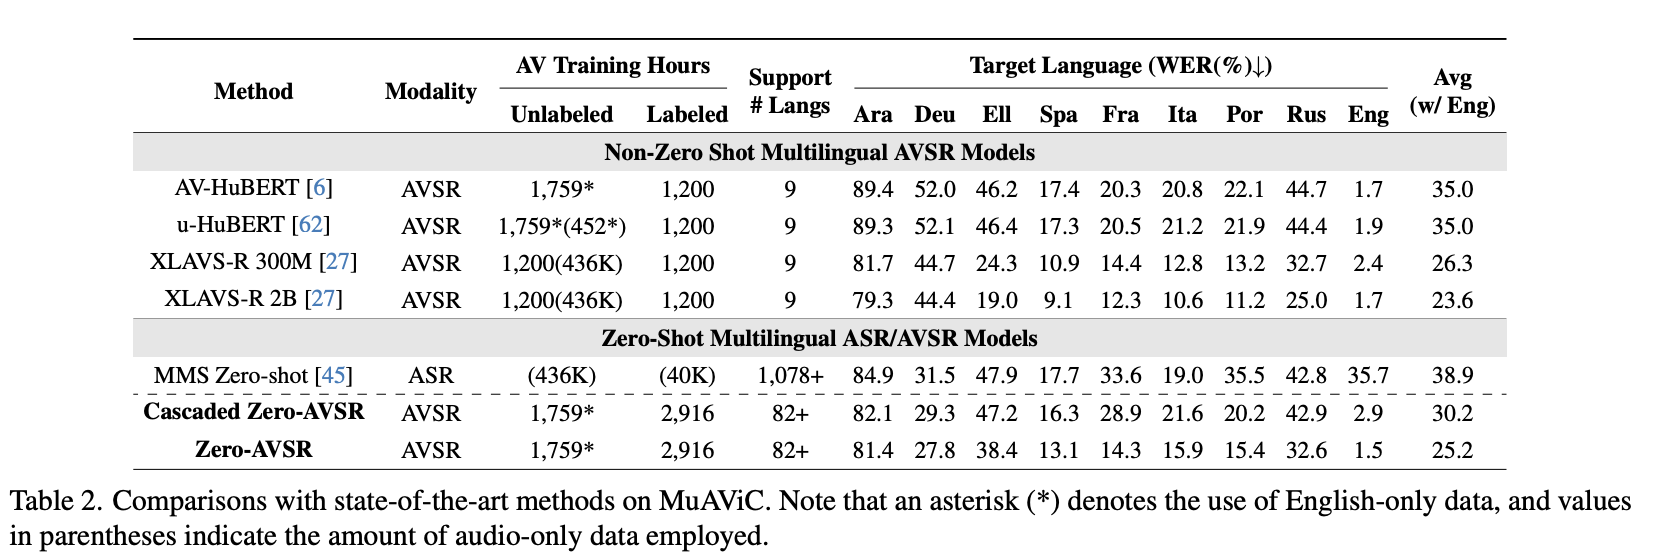 Method Modality AV Training Hours Support # Langs Target Language (WER(%)↓) Avg (w/ Eng)
Unlabeled Labeled Ara Deu Ell Spa Fra Ita Por Rus Eng
Non-Zero Shot Multilingual AVSR Models
AV-HuBERT [6] AVSR 1,759* 1,200 9 89.4 52.0 46.2 17.4 20.3 20.8 22.1 44.7 1.7 35.0
u-HuBERT [62] AVSR 1,759*(452*) 1,200 9 89.3 52.1 46.4 17.3 20.5 21.2 21.9 44.4 1.9 35.0
XLAVS-R 300M [27] AVSR 1,200(436K) 1,200 9 81.7 44.7 24.3 10.9 14.4 12.8 13.2 32.7 2.4 26.3
XLAVS-R 2B [27] AVSR 1,200(436K) 1,200 9 79.3 44.4 19.0 9.1 12.3 10.6 11.2 25.0 1.7 23.6
Zero-Shot Multilingual ASR/AVSR Models
MMS Zero-shot [45] ASR (436K) (40K) 1,078+ 84.9 31.5 47.9 17.7 33.6 19.0 35.5 42.8 35.7 38.9
Cascaded Zero-AVSR AVSR 1,759* 2,916 82+ 82.1 29.3 47.2 16.3 28.9 21.6 20.2 42.9 2.9 30.2
Zero-AVSR AVSR 1,759* 2,916 82+ 81.4 27.8 38.4 13.1 14.3 15.9 15.4 32.6 1.5 25.2
Table 2. Comparisons with state-of-the-art methods on MuAViC. Note that an asterisk (*) denotes the use of English-only data, and values
in parentheses indicate the amount of audio-only data employed.